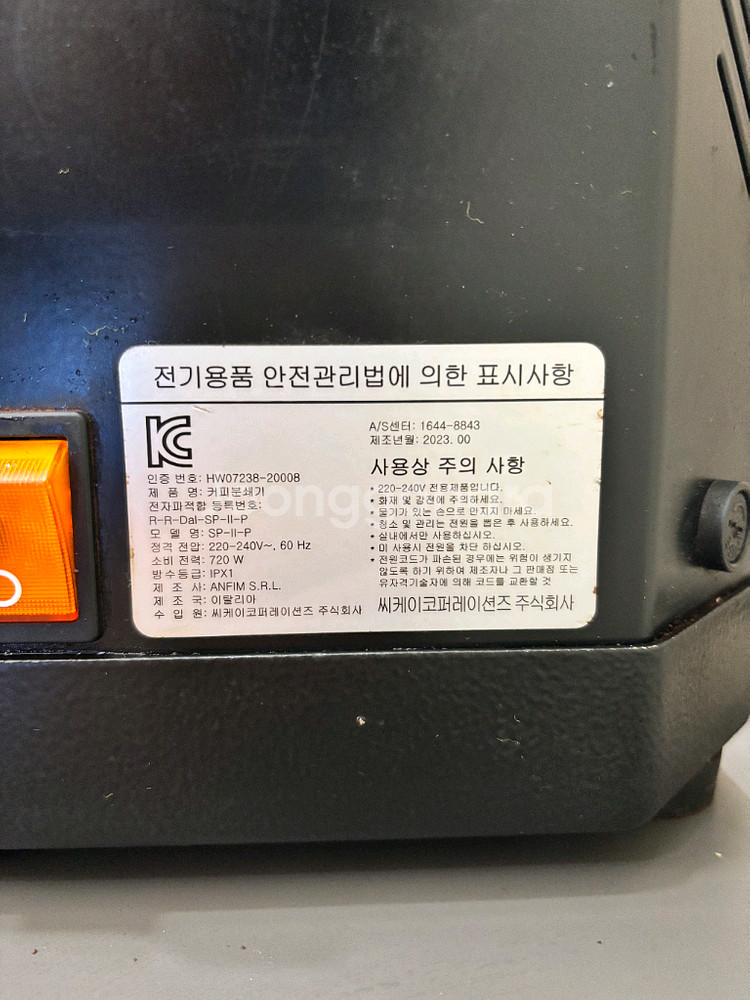 전기용품 안전관리법에 의한 표시사항
인증 번호: HW07238-20008
제 품 명: 커피분쇄기
전자파적합 등록번호:
R-R-Dal-SP-II-P
모 델 명: SP-II-P
정격 전압: 220-240V~, 60 Hz
소비 전력: 720 W
방수등급: IPX1
제 조 사: ANFIM S.R.L.
제 조 국: 이탈리아
수 입 원: 씨케이코퍼레이션즈 주식회사
A/S센터: 1644-8843
제조년월: 2023. 00
사용상 주의 사항
• 220-240V 전용제품입니다.
• 화재 및 감전에 주의하세요.
• 물기가 있는 손으로 만지지 마세요.
• 청소 및 관리는 전원을 뽑은 후 사용하세요.
• 실내에서만 사용하십시오.
• 미 사용시 전원을 차단 하십시오.
• 전원코드가 파손된 경우에는 위험이 생기지
않도록 하기 위하여 제조자나 그 판매점 또는
유자격기술자에 의해 코드를 교환할 것
씨케이코퍼레이션즈 주식회사